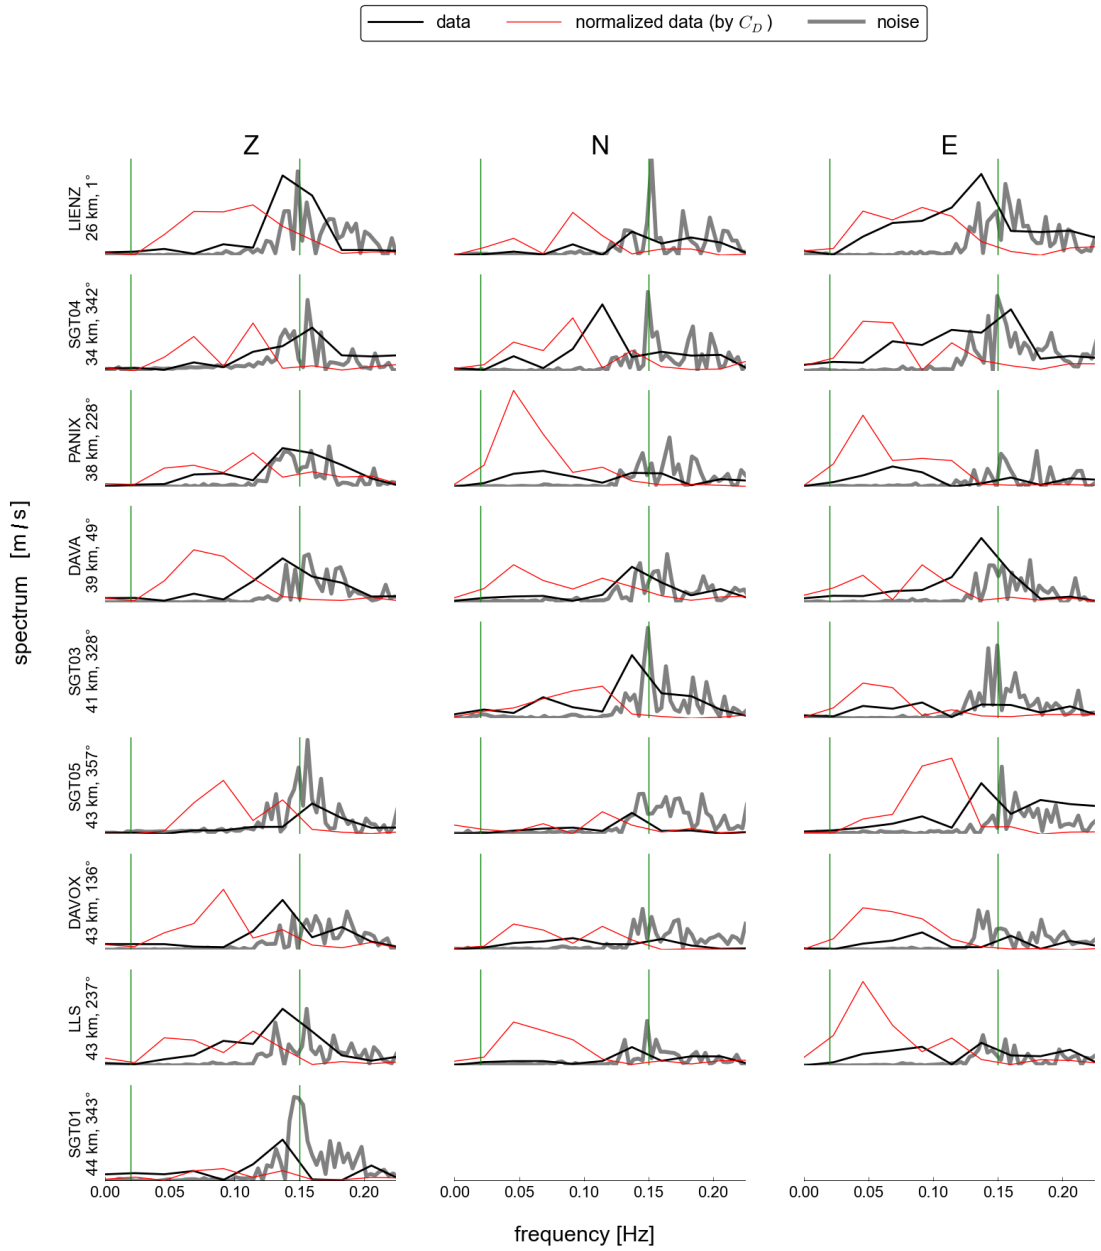 data normalized data (by C_D) noise
Z N E
LIENZ
26 km, 1°
SGT04
34 km, 342°
PANIX
38 km, 228°
DAVA
39 km, 49°
SGT03
41 km, 328°
SGT05
43 km, 357°
DAVOX
43 km, 136°
LLS
43 km, 237°
SGT01
44 km, 343°
spectrum [m/s]
0.00 0.05 0.10 0.15 0.20 0.00 0.05 0.10 0.15 0.20 0.00 0.05 0.10 0.15 0.20
frequency [Hz]